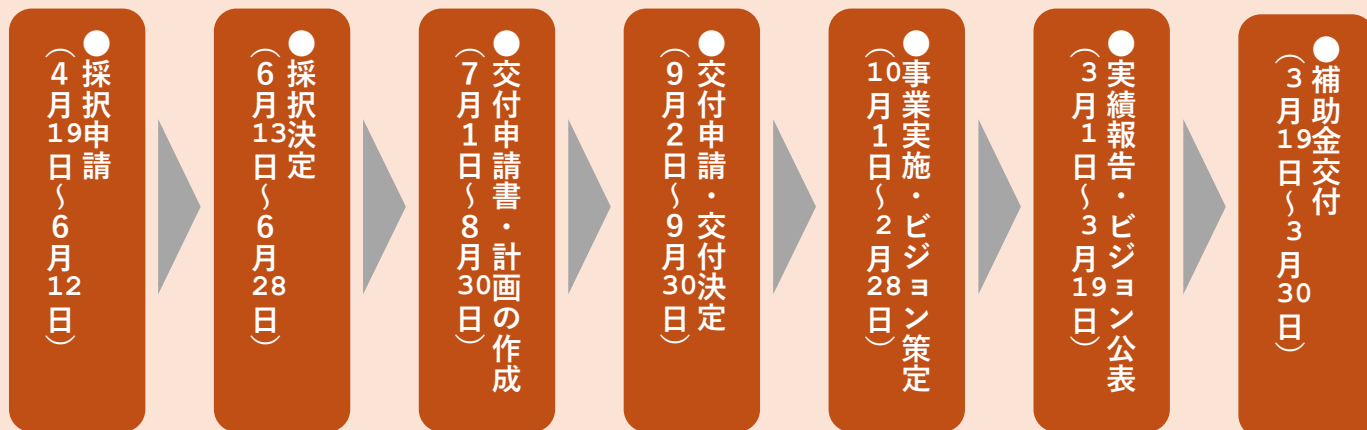 ●採択申請
（４月19日～６月12日）
●採択決定
（６月13日～６月28日）
●交付申請書・計画の作成
（７月１日～８月30日）
●交付申請・交付決定
（９月２日～９月30日）
●事業実施・ビジョン策定
（10月１日～２月28日）
●実績報告・ビジョン公表
（３月１日～３月19日）
●補助金交付
（３月19日～３月30日）